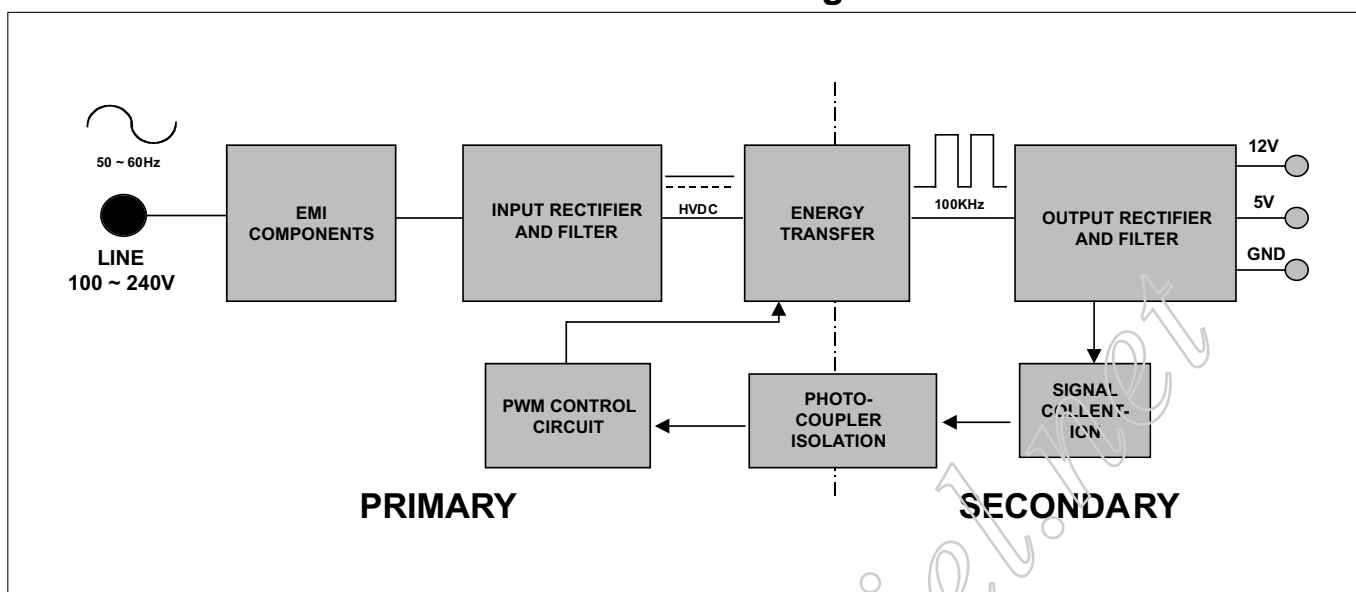 50 ~ 60Hz
LINE
100 ~ 240V
EMI
COMPONENTS
INPUT RECTIFIER
AND FILTER
HVDC
ENERGY
TRANSFER
100KHz
OUTPUT RECTIFIER
AND FILTER
12V
5V
GND
PWM CONTROL
CIRCUIT
PHOTO-
COUPLER
ISOLATION
SIGNAL
COLLENT-
ION
PRIMARY
SECONDARY